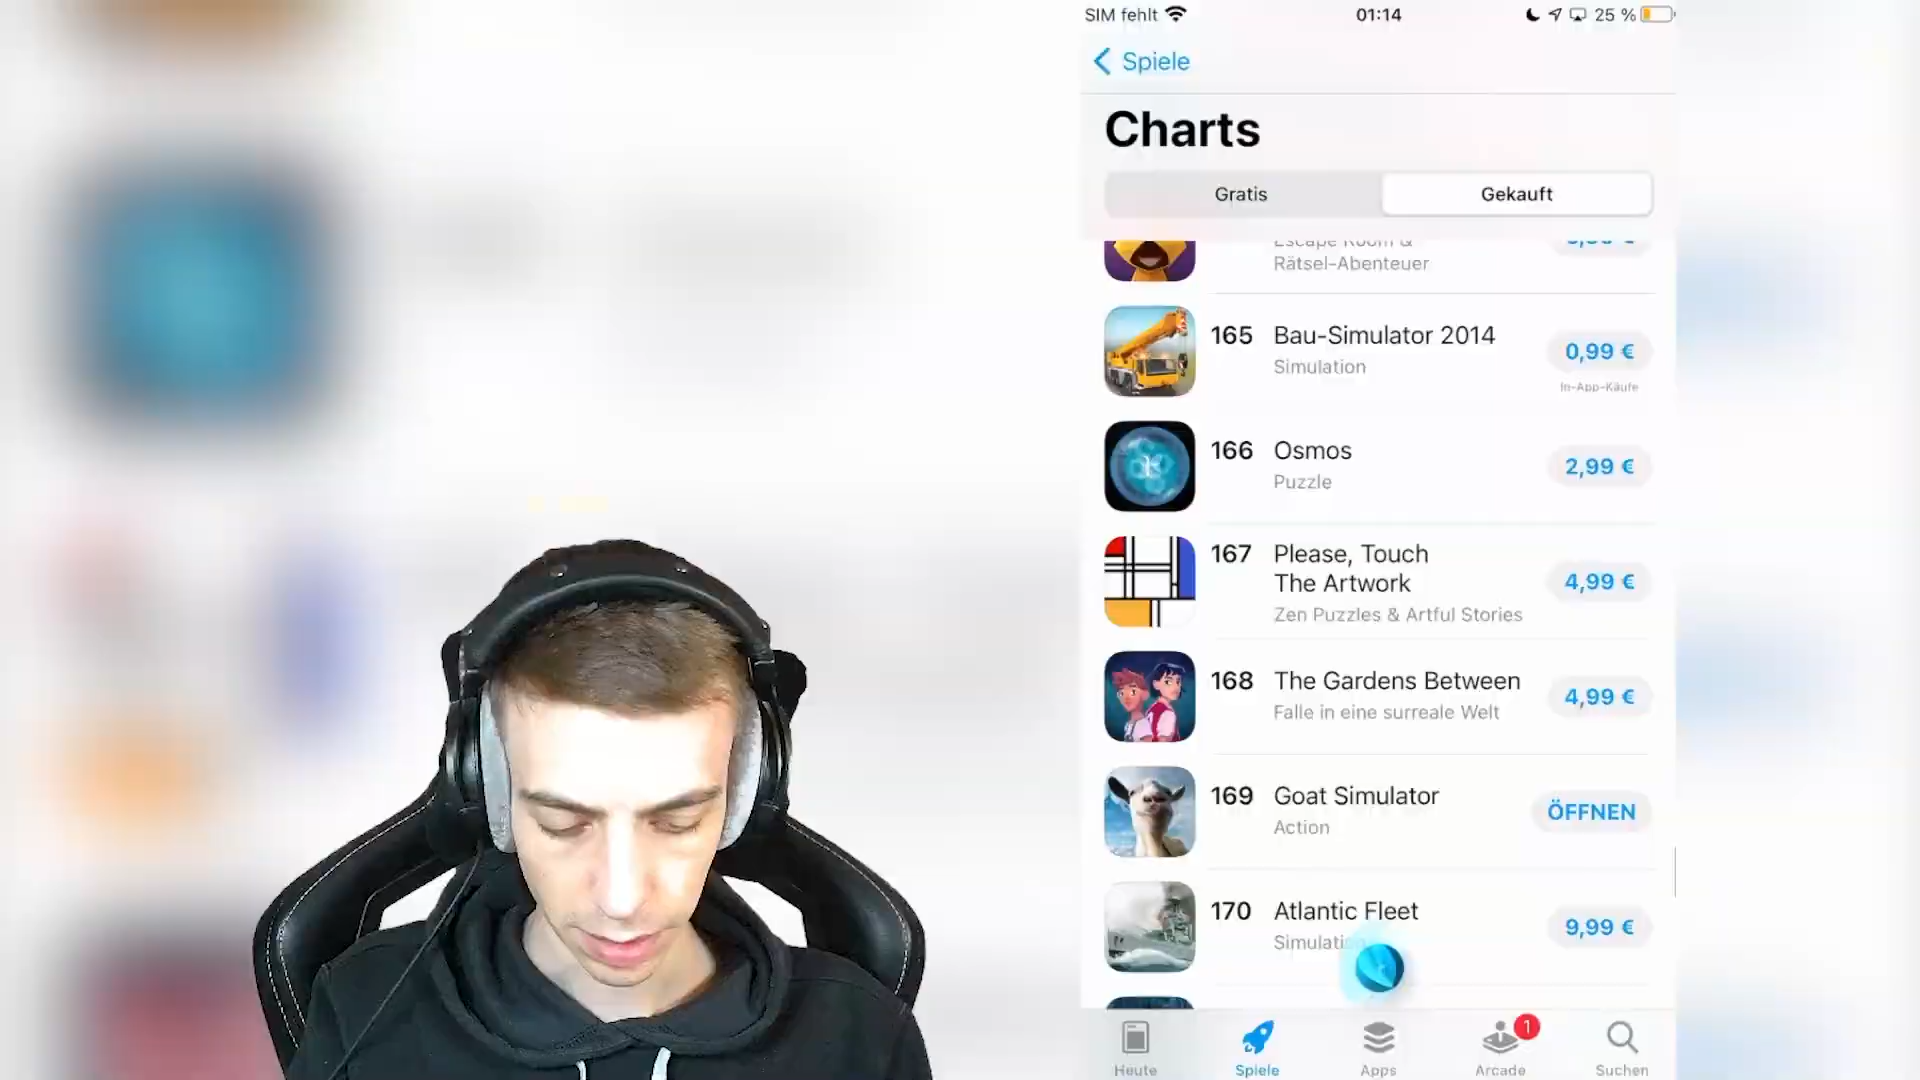 SIM fehlt
01:14
25 %
Spiele
Charts
Gratis
Gekauft
Escape Room &
Rätsel-Abenteuer
165
Bau-Simulator 2014
Simulation
0,99 €
In-App-Käufe
166
Osmos
Puzzle
2,99 €
167
Please, Touch
The Artwork
Zen Puzzles & Artful Stories
4,99 €
168
The Gardens Between
Falle in eine surreale Welt
4,99 €
169
Goat Simulator
Action
ÖFFNEN
170
Atlantic Fleet
Simulation
9,99 €
1
Heute
Spiele
Apps
Arcade
Suchen